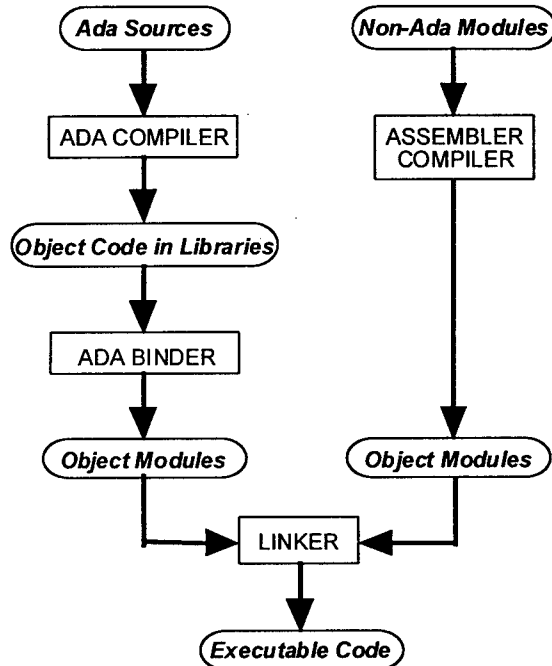 Ada Sources
Non-Ada Modules
ADA COMPILER
ASSEMBLER
COMPILER
Object Code in Libraries
ADA BINDER
Object Modules
Object Modules
LINKER
Executable Code